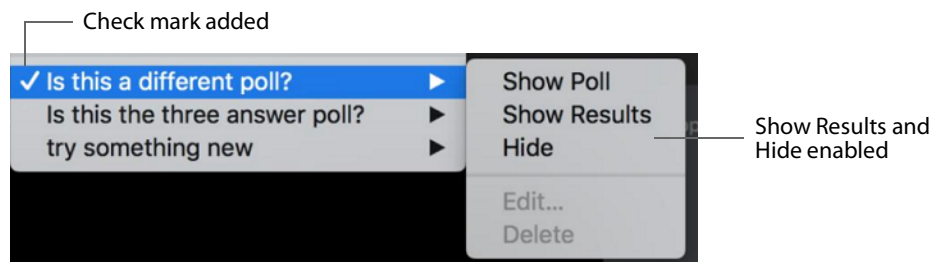 Check mark added
✓ Is this a different poll? ▶
Is this the three answer poll? ▶
try something new ▶
Show Poll
Show Results
Hide
Edit...
Delete
Show Results and
Hide enabled